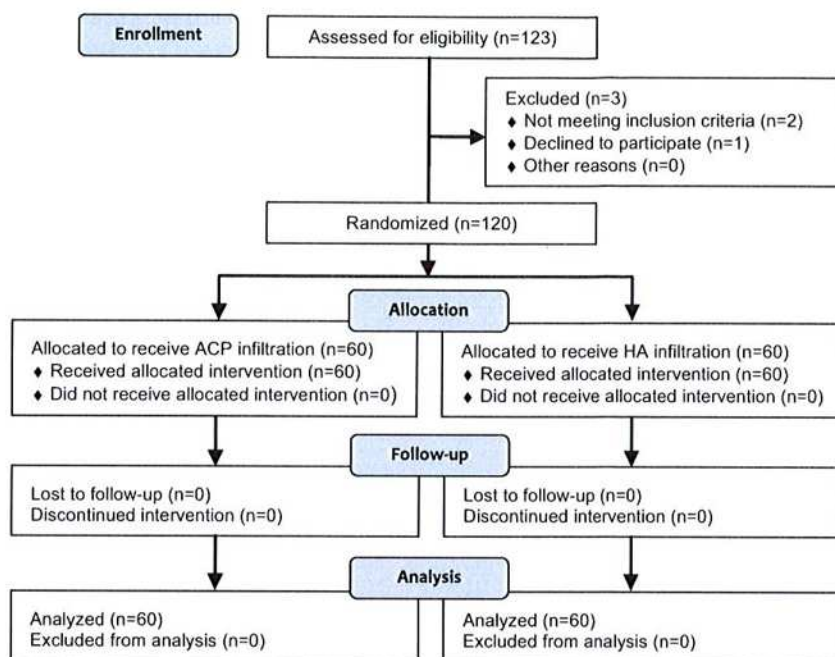 Enrollment
Assessed for eligibility (n=123)
Excluded (n=3)
♦ Not meeting inclusion criteria (n=2)
♦ Declined to participate (n=1)
♦ Other reasons (n=0)
Randomized (n=120)
Allocation
Allocated to receive ACP infiltration (n=60)
♦ Received allocated intervention (n=60)
♦ Did not receive allocated intervention (n=0)
Allocated to receive HA infiltration (n=60)
♦ Received allocated intervention (n=60)
♦ Did not receive allocated intervention (n=0)
Follow-up
Lost to follow-up (n=0)
Discontinued intervention (n=0)
Lost to follow-up (n=0)
Discontinued intervention (n=0)
Analysis
Analyzed (n=60)
Excluded from analysis (n=0)
Analyzed (n=60)
Excluded from analysis (n=0)